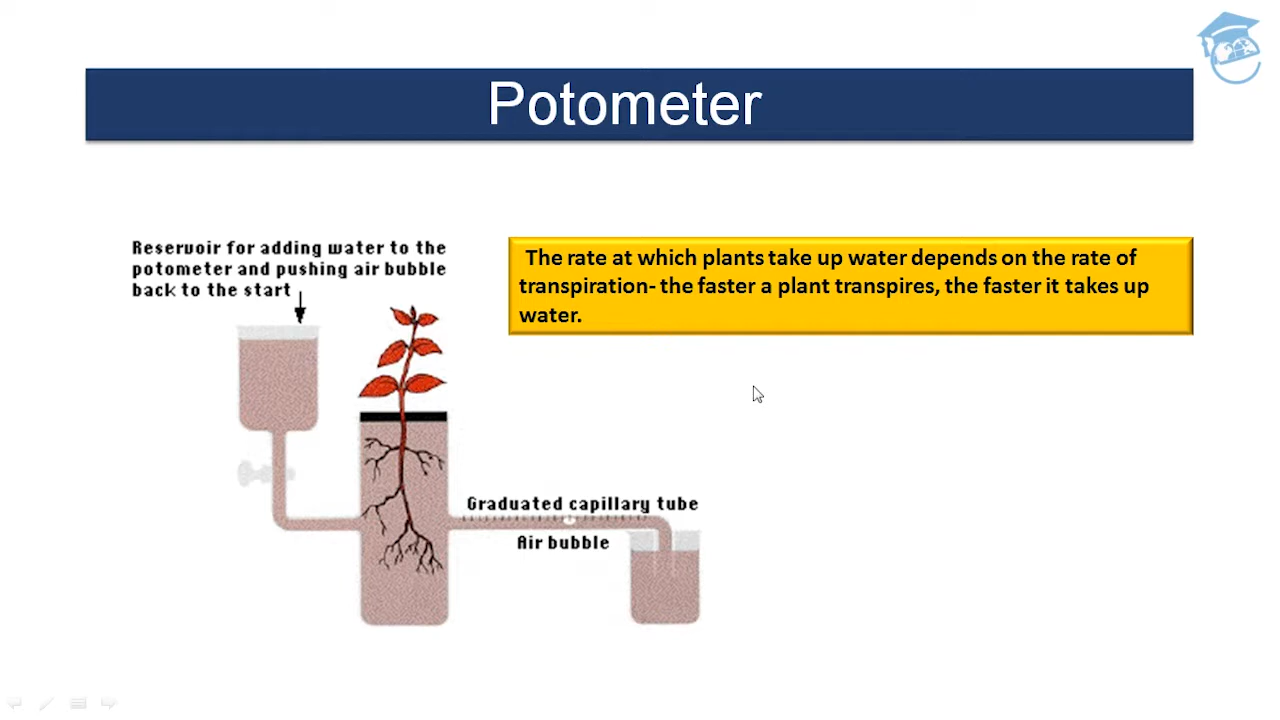 Potometer
Reservoir for adding water to the
potometer and pushing air bubble
back to the start
The rate at which plants take up water depends on the rate of
transpiration- the faster a plant transpires, the faster it takes up
water.
Graduated capillary tube
Air bubble